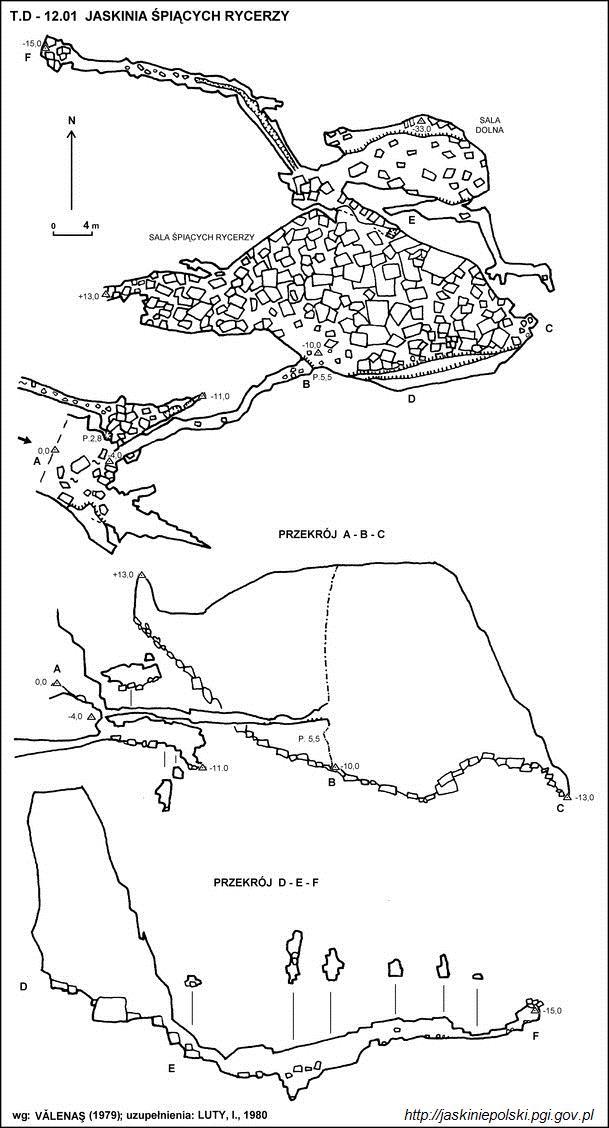 T.D - 12.01 JASKINIA ŚPIĄCYCH RYCERZY
-15,0
F
N
0 4 m
SALA
DOLNA
-33,0
E
SALA ŚPIĄCYCH RYCERZY
+13,0
C
-10,0
B P.5,5
D
-11,0
P.2,8
0,0
A
-4,0
PRZEKRÓJ A - B - C
+13,0
A
0,0
-4,0
P. 5,5
-11.0
-10,0
B
-13,0
C
PRZEKRÓJ D - E - F
D
-15,0
F
E
wg: VĂLENAŞ (1979); uzupełnienia: LUTY, I., 1980
http://jaskiniepolski.pgi.gov.pl